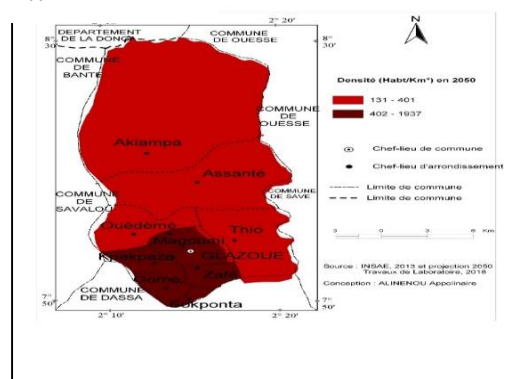 2° 20'
N
8°
30'
DEPARTEMENT
DE LA DONGA
COMMUNE
DE OUESSE
8°
30'
COMMUNE
DE
BANTE
Densité (Habt/Km²) en 2050
131 - 401
402 - 1937
COMMUNE
DE
OUESSE
Aklampa
Chef-lieu de commune
Chef-lieu d'arrondissement
Assanté
COMMUNE
DE SAVE
Limite de commune
Limite de commune
COMMUNE
DE
SAVALOU
Ouèdèmè
Magoumi
Thio
3 0 3 6 Km
GLAZOUE
Kpakpaza
Zaffé
Gomé
Source : INSAE, 2013 et projection 2050
Travaux de Laboratoire, 2018
Conception : ALINENOU Appolinaire
COMMUNE
DE DASSA
Sokponta
7°
50'
7°
50'
2° 10'
2° 20'